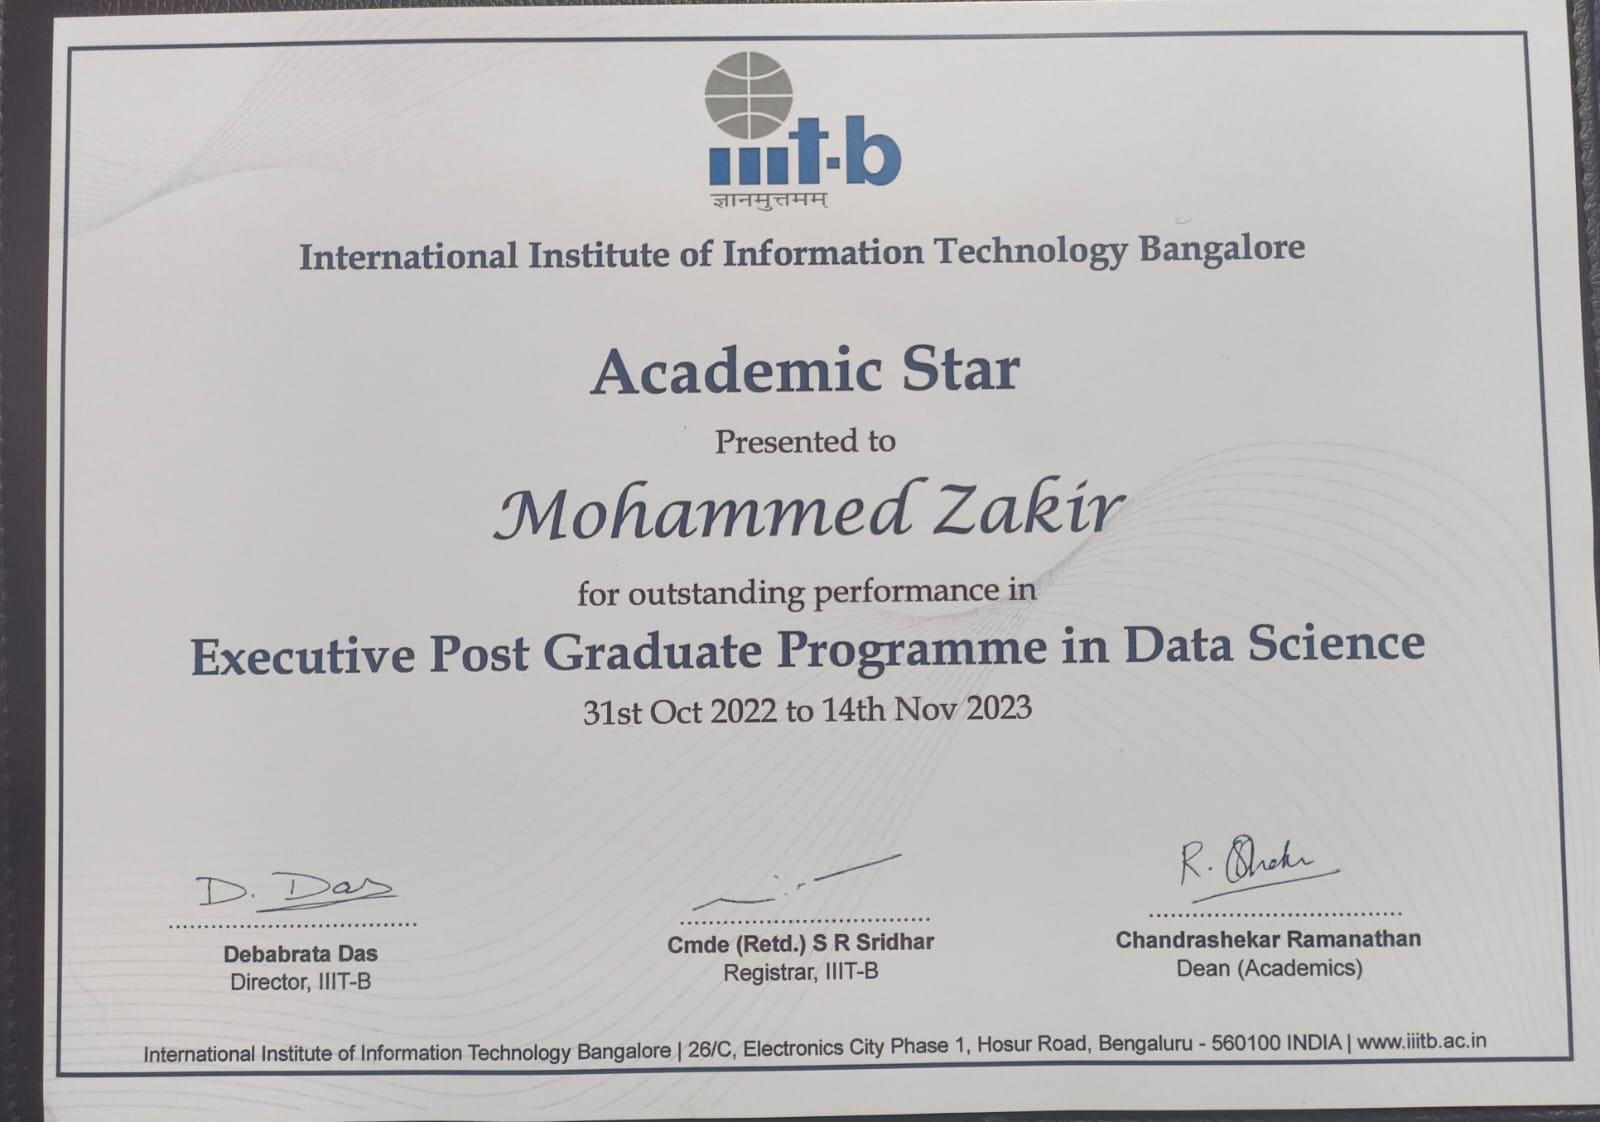 iiit-b
ज्ञानमुत्तमम्
International Institute of Information Technology Bangalore
Academic Star
Presented to
Mohammed Zakir
for outstanding performance in
Executive Post Graduate Programme in Data Science
31st Oct 2022 to 14th Nov 2023
D. Das
R. Shekr
Debabrata Das
Director, IIIT-B
Cmde (Retd.) S R Sridhar
Registrar, IIIT-B
Chandrashekar Ramanathan
Dean (Academics)
International Institute of Information Technology Bangalore | 26/C, Electronics City Phase 1, Hosur Road, Bengaluru - 560100 INDIA | www.iiitb.ac.in